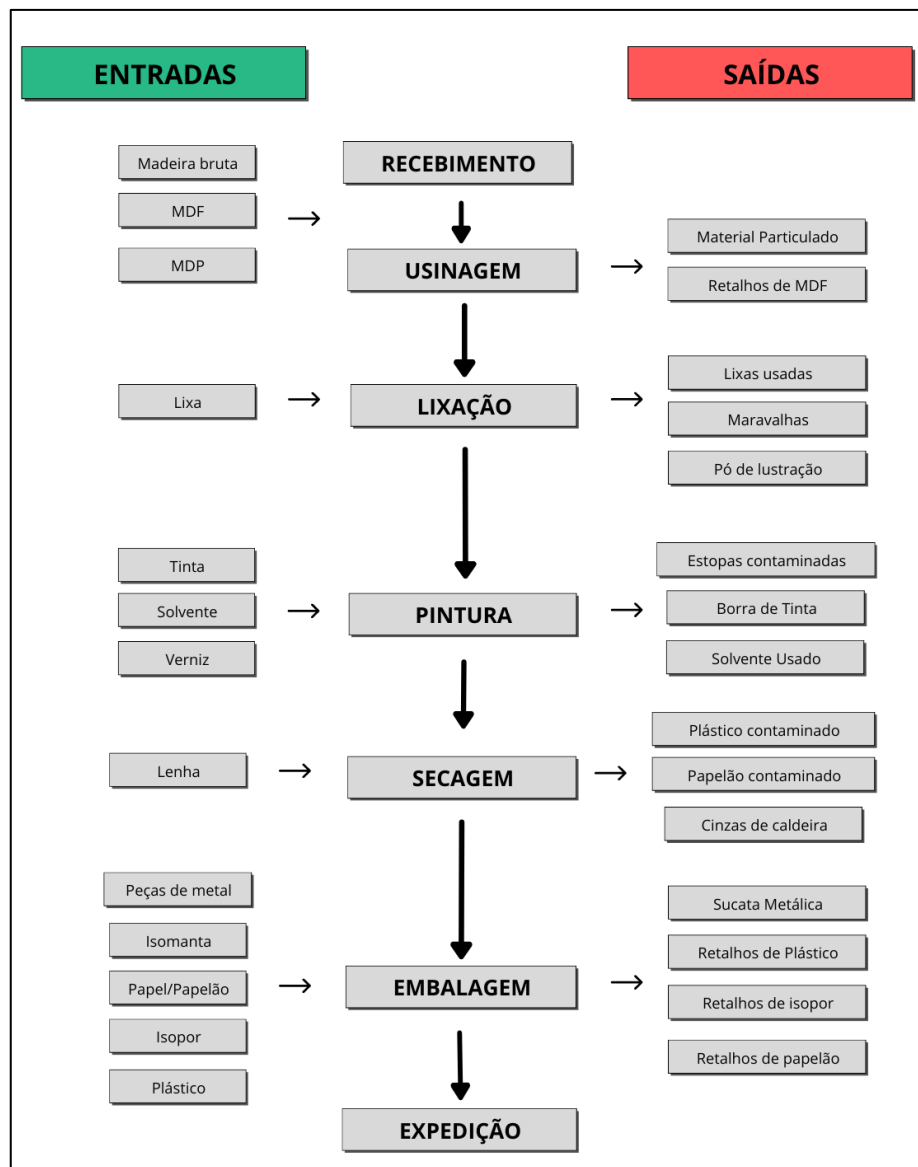 ENTRADAS
SAÍDAS
Madeira bruta
MDF
MDP
RECEBIMENTO
USINAGEM
Material Particulado
Retalhos de MDF
Lixa
LIXAÇÃO
Lixas usadas
Maravalhas
Pó de lustração
Tinta
Solvente
Verniz
PINTURA
Estopas contaminadas
Borra de Tinta
Solvente Usado
Lenha
SECAGEM
Plástico contaminado
Papelão contaminado
Cinzas de caldeira
Peças de metal
Isomanta
Papel/Papelão
Isopor
Plástico
EMBALAGEM
Sucata Metálica
Retalhos de Plástico
Retalhos de isopor
Retalhos de papelão
EXPEDIÇÃO